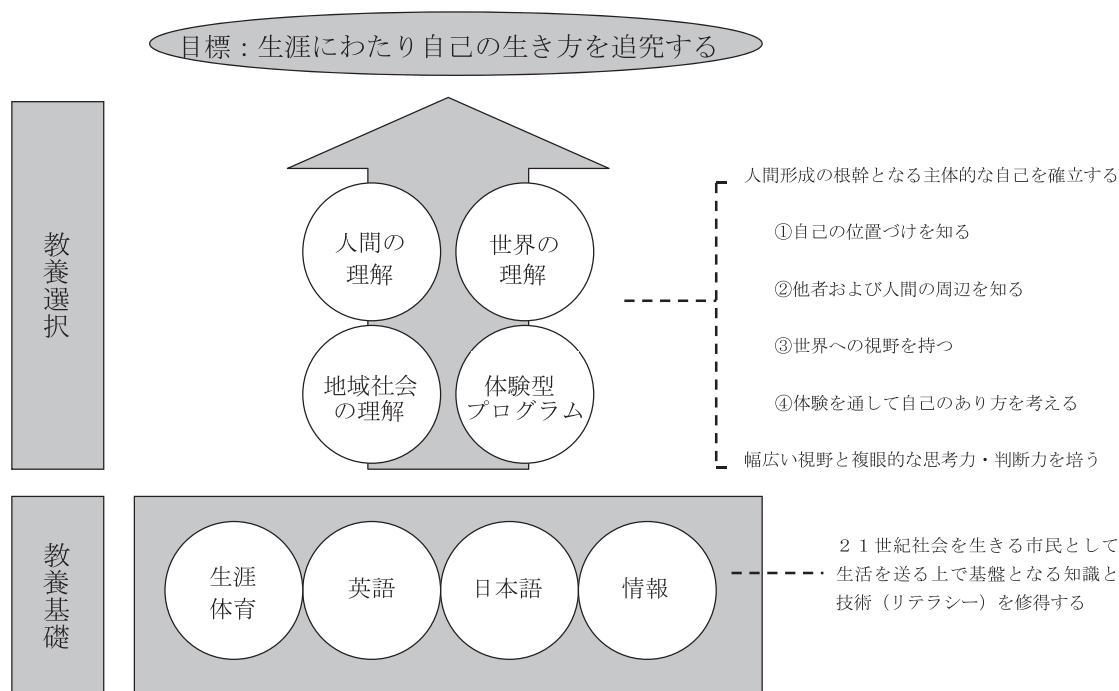 目標：生涯にわたり自己の生き方を追究する
教養選択
人間の
理解
世界の
理解
地域社会
の理解
体験型
プログラム
人間形成の根幹となる主体的な自己を確立する
①自己の位置づけを知る
②他者および人間の周辺を知る
③世界への視野を持つ
④体験を通して自己のあり方を考える
幅広い視野と複眼的な思考力・判断力を培う
教養基礎
生涯
体育
英語
日本語
情報
２１世紀社会を生きる市民として
生活を送る上で基盤となる知識と
技術（リテラシー）を修得する